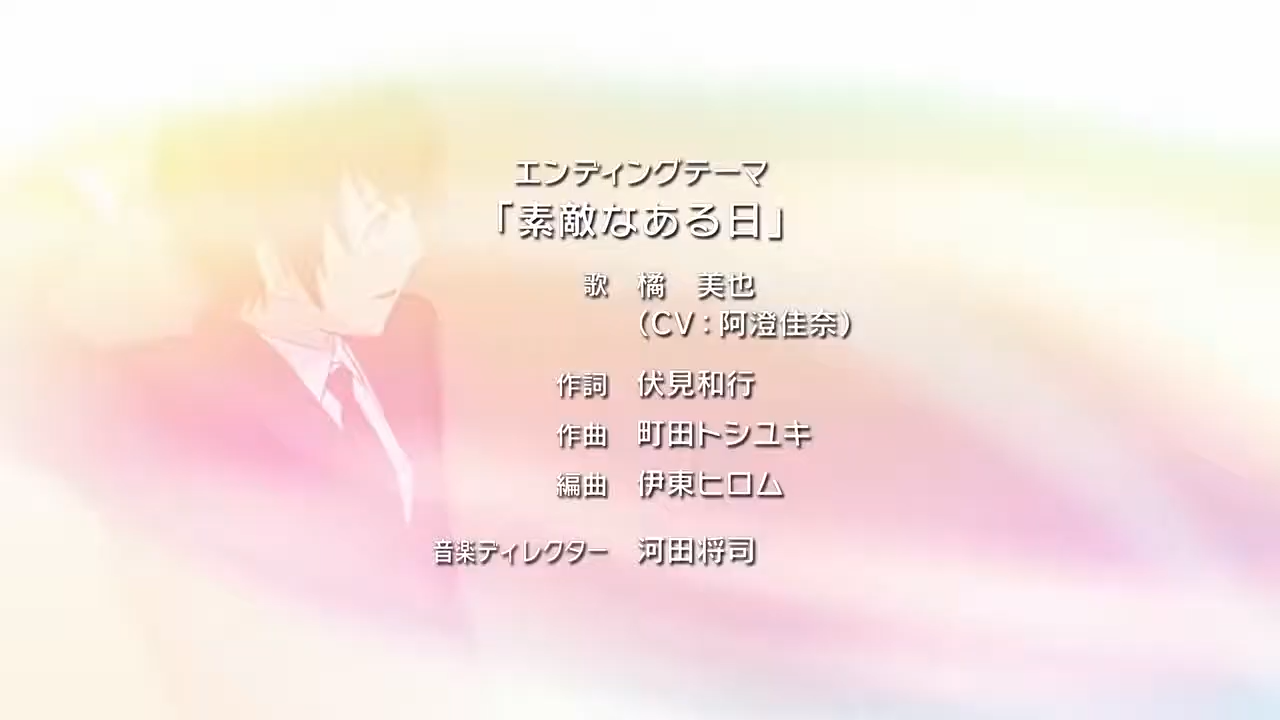 エンディングテーマ
「素敵なある日」
歌　橘　美也
（CV：阿澄佳奈）
作詞　伏見和行
作曲　町田トシユキ
編曲　伊東ヒロム
音楽ディレクター　河田将司